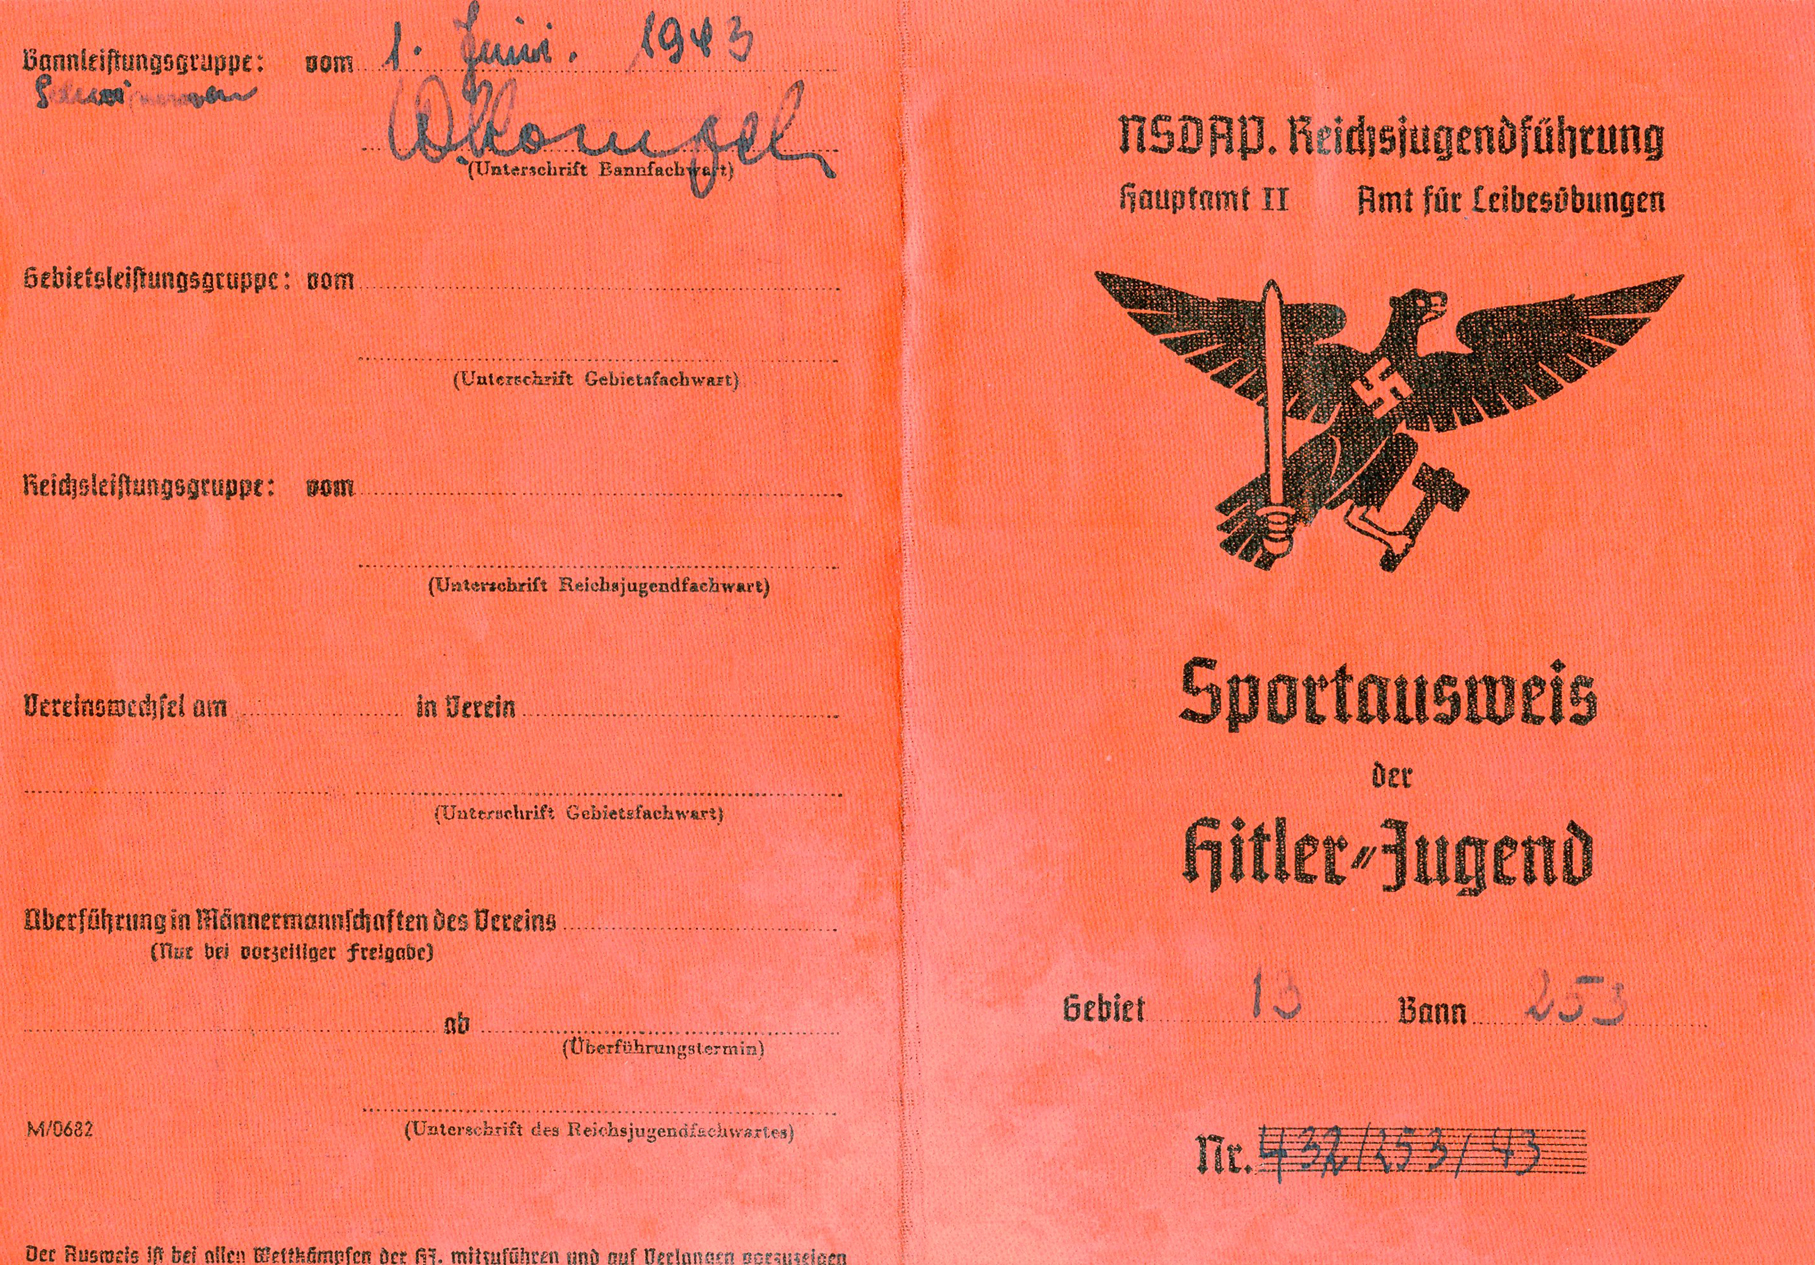 Bannleistungsgruppe: vom 1. Juni. 1943
Schwimmen
(Unterschrift Bannfachwart)
Gebietsleistungsgruppe: vom
(Unterschrift Gebietsfachwart)
Reichsleistungsgruppe: vom
(Unterschrift Reichsjugendfachwart)
Vereinswechsel am in Verein
(Unterschrift Gebietsfachwart)
Überführung in Männermannschaften des Vereins
(Nur bei vorzeitiger Freigabe)
ab
(Überführungstermin)
M/0682
(Unterschrift des Reichsjugendfachwartes)
Der Ausweis ist bei allen Wettkämpfen der HJ. mitzuführen und auf Verlangen vorzuzeigen
NSDAP. Reichsjugendführung
Hauptamt II Amt für Leibesübungen
Sportausweis
der
Hitler-Jugend
Gebiet 13 Bann 253
Nr. 432/253/43